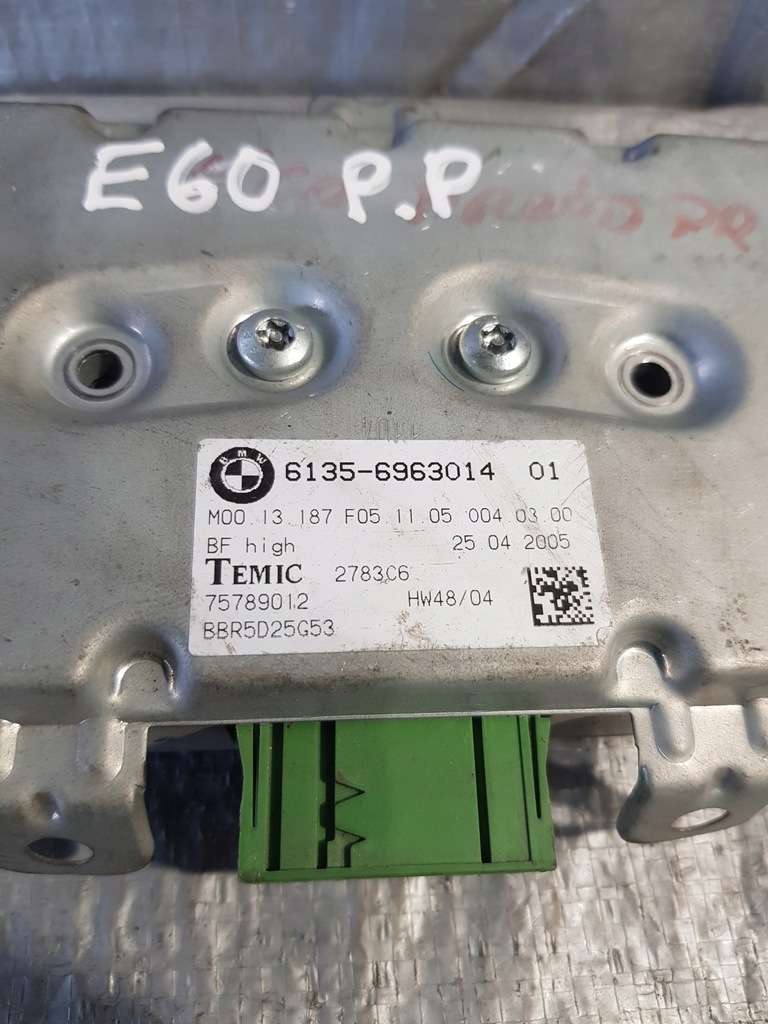 E60 P.P
BMW
6135-6963014 01
M00.13.187 F05.11.05 004.03.00
BF high 25.04.2005
TEMIC 2783C6
75789012 HW48/04
BBR5D25G53